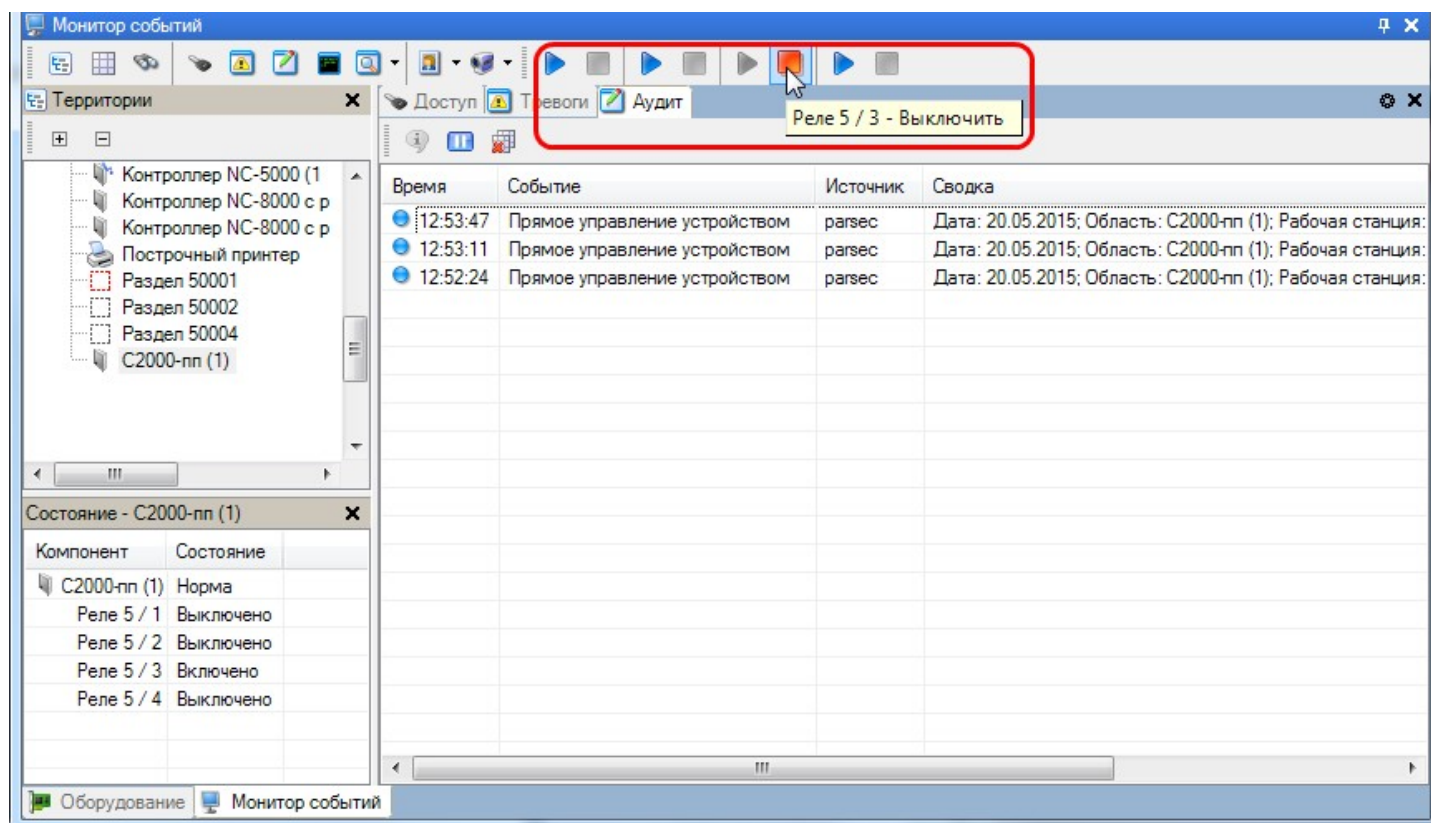 Монитор событий
Территории
Доступ Тревоги Аудит
Реле 5 / 3 - Выключить
Контроллер NC-5000 (1
Контроллер NC-8000 с р
Контроллер NC-8000 с р
Построчный принтер
Раздел 50001
Раздел 50002
Раздел 50004
С2000-пп (1)
Время Событие Источник Сводка
12:53:47 Прямое управление устройством parsec Дата: 20.05.2015; Область: С2000-пп (1); Рабочая станция:
12:53:11 Прямое управление устройством parsec Дата: 20.05.2015; Область: С2000-пп (1); Рабочая станция:
12:52:24 Прямое управление устройством parsec Дата: 20.05.2015; Область: С2000-пп (1); Рабочая станция:
Состояние - С2000-пп (1)
Компонент Состояние
С2000-пп (1) Норма
Реле 5 / 1 Выключено
Реле 5 / 2 Выключено
Реле 5 / 3 Включено
Реле 5 / 4 Выключено
Оборудование Монитор событий